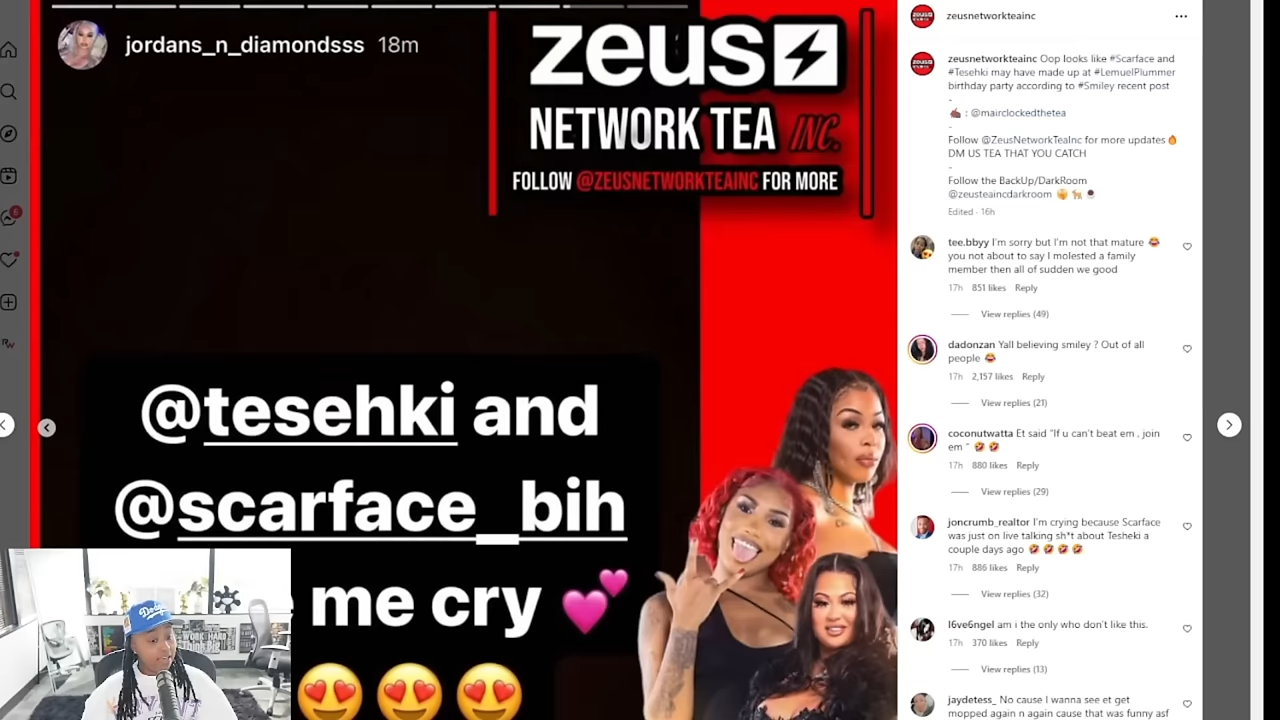 jordans_n_diamondsss 18m
zeus
NETWORK TEA INC.
FOLLOW @ZEUSNETWORKTEAINC FOR MORE
@tesehki and
@scarface_bih
me cry 💕
😍 😍 😍
zeusnetworkteainc
zeusnetworkteainc Oop looks like #Scarface and
#Tesehki may have made up at #LemuelPlummer
birthday party according to #Smiley recent post
-
✍🏾 : @mairclockedthetea
-
Follow @ZeusNetworkTeaInc for more updates🔥
DM US TEA THAT YOU CATCH
-
Follow the BackUp/DarkRoom
@zeusteaincdarkroom
Edited · 16h
tee.bbyy I'm sorry but I'm not that mature 😂
you not about to say I molested a family
member then all of sudden we good
17h 851 likes Reply
View replies (49)
dadonzan Yall believing smiley ? Out of all
people 😂
17h 2,157 likes Reply
View replies (21)
coconutwatta Et said "If u can't beat em , join
em " 🤣 🤣
17h 880 likes Reply
View replies (29)
joncrumb_realtor I'm crying because Scarface
was just on live talking sh*t about Tesheki a
couple days ago 🤣 🤣 🤣 🤣
17h 886 likes Reply
View replies (32)
l6ve6ngel am i the only who don't like this.
17h 370 likes Reply
View replies (13)
jaydetess_ No cause I wanna see et get
mopped again n again cause that was funny asf
WORK HARD